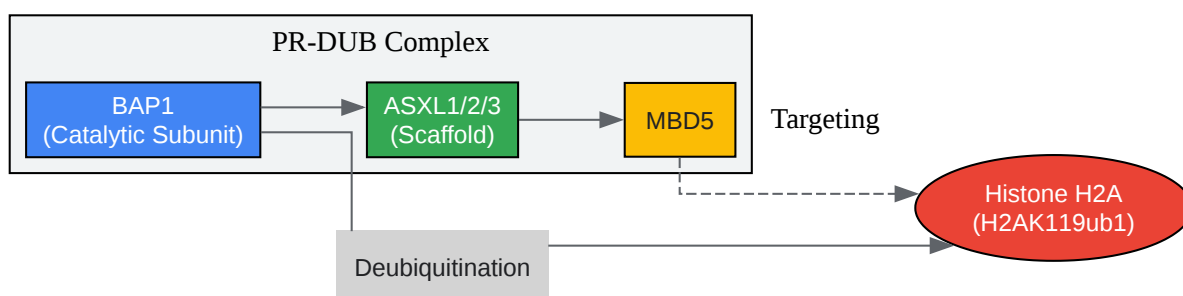 PR-DUB Complex
BAP1
(Catalytic Subunit)
ASXL1/2/3
(Scaffold)
MBD5
Targeting
Histone H2A
(H2AK119ub1)
Deubiquitination